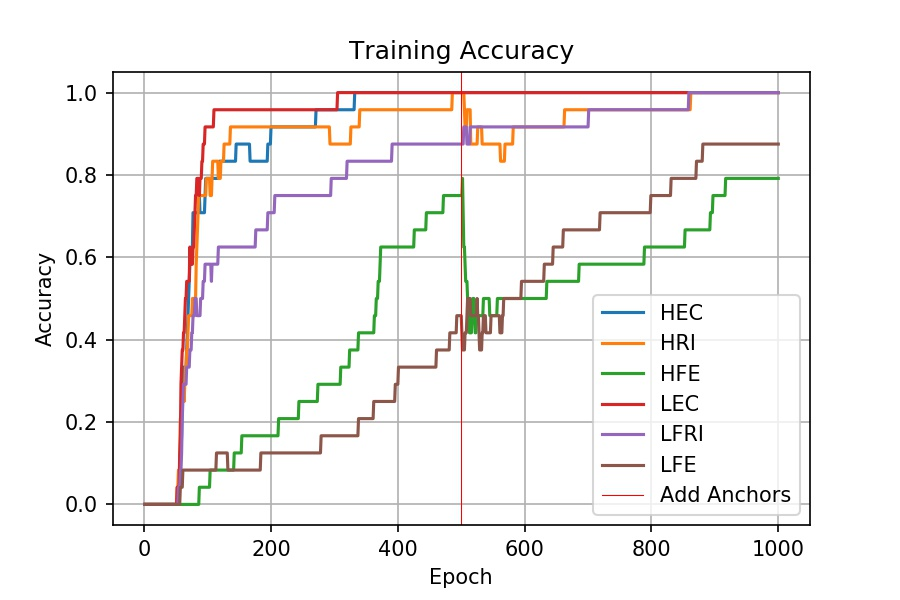 Training Accuracy
1.0
0.8
0.6
0.4
0.2
0.0
Accuracy
HEC
HRI
HFE
LEC
LFRI
LFE
Add Anchors
0 200 400 600 800 1000
Epoch